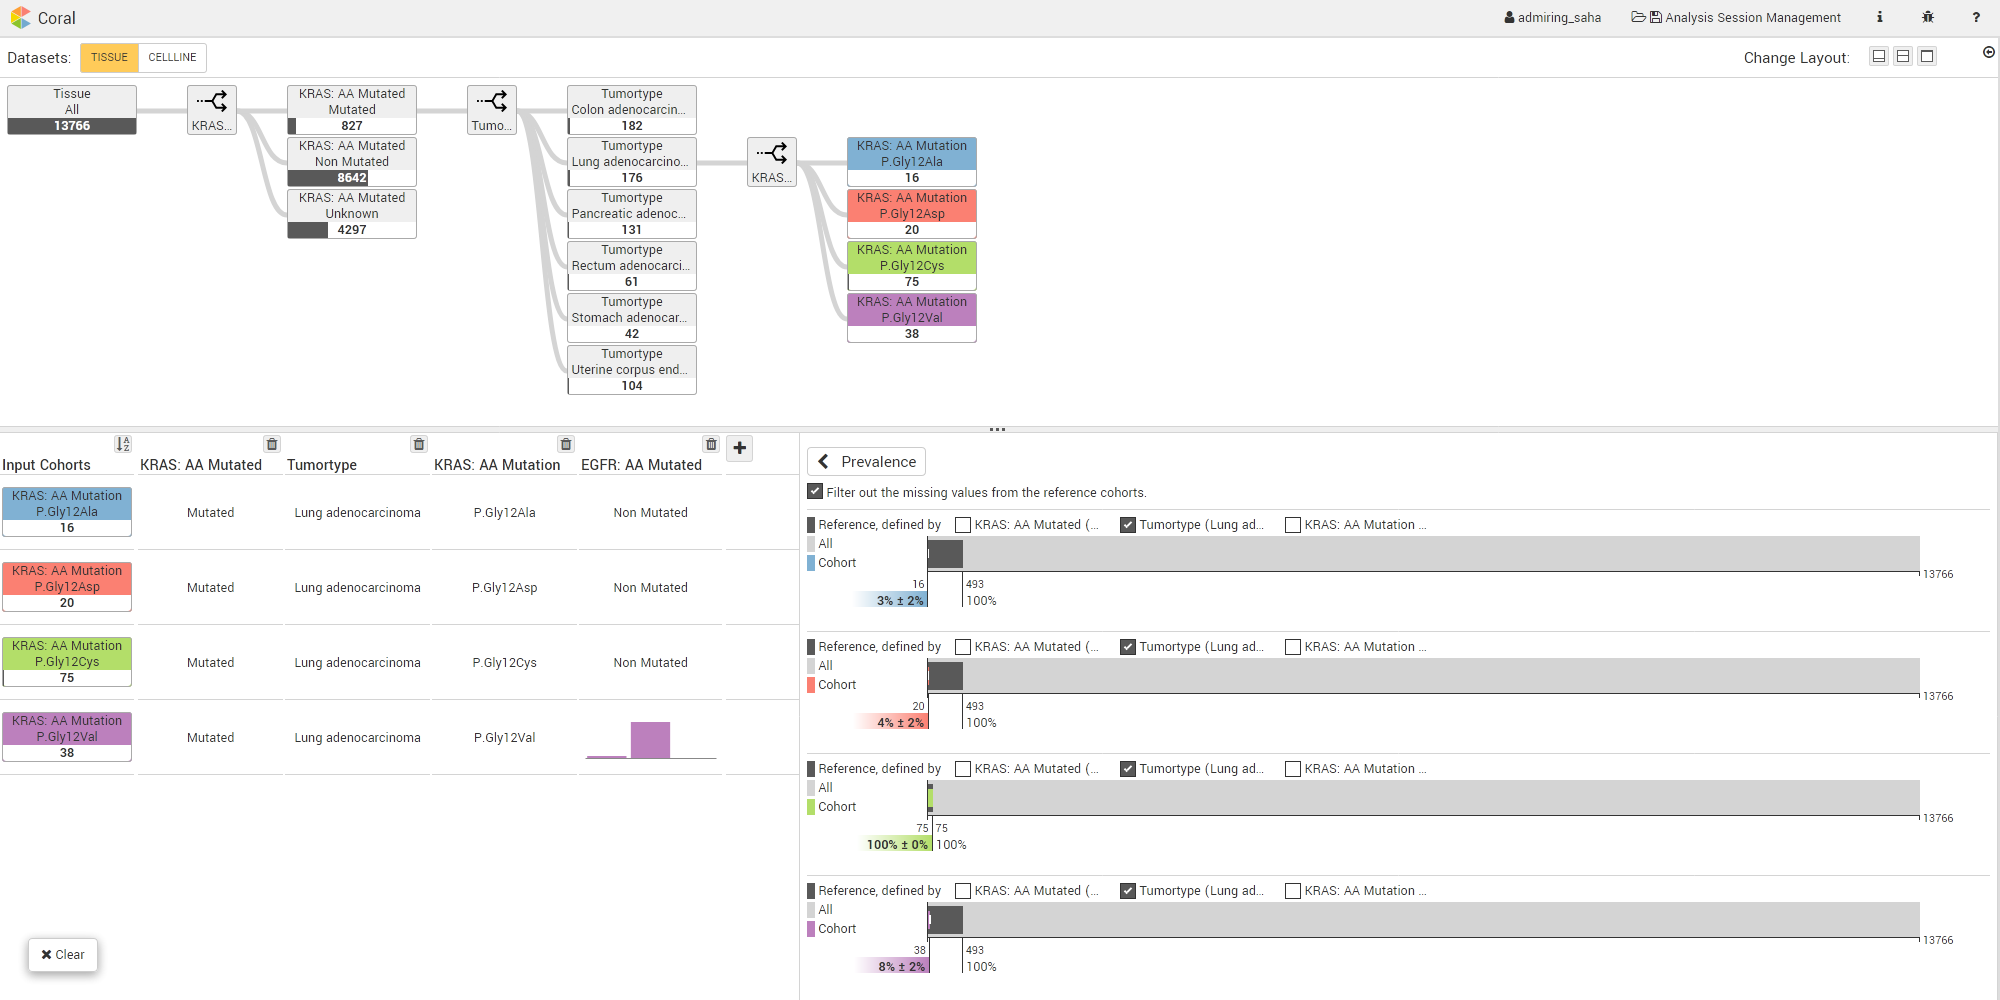 Coral
admiring_saha
Analysis Session Management
?
Datasets:
TISSUE
CELLLINE
Change Layout:
Tissue
All
13766
KRAS...
KRAS: AA Mutated
Mutated
827
KRAS: AA Mutated
Non Mutated
8642
KRAS: AA Mutated
Unknown
4297
Tumo...
Tumortype
Colon adenocarcin...
182
Tumortype
Lung adenocarcino...
176
Tumortype
Pancreatic adenoc...
131
Tumortype
Rectum adenocarci...
61
Tumortype
Stomach adenocar...
42
Tumortype
Uterine corpus end...
104
KRAS...
KRAS: AA Mutation
P.Gly12Ala
16
KRAS: AA Mutation
P.Gly12Asp
20
KRAS: AA Mutation
P.Gly12Cys
75
KRAS: AA Mutation
P.Gly12Val
38
Input Cohorts
KRAS: AA Mutated
Tumortype
KRAS: AA Mutation
EGFR: AA Mutated
KRAS: AA Mutation
P.Gly12Ala
16
Mutated
Lung adenocarcinoma
P.Gly12Ala
Non Mutated
KRAS: AA Mutation
P.Gly12Asp
20
Mutated
Lung adenocarcinoma
P.Gly12Asp
Non Mutated
KRAS: AA Mutation
P.Gly12Cys
75
Mutated
Lung adenocarcinoma
P.Gly12Cys
Non Mutated
KRAS: AA Mutation
P.Gly12Val
38
Mutated
Lung adenocarcinoma
P.Gly12Val
Clear
Prevalence
Filter out the missing values from the reference cohorts.
Reference, defined by
KRAS: AA Mutated (...
Tumortype (Lung ad...
KRAS: AA Mutation ...
All
Cohort
13766
16
493
3% ± 2%
100%
Reference, defined by
KRAS: AA Mutated (...
Tumortype (Lung ad...
KRAS: AA Mutation ...
All
Cohort
13766
20
493
4% ± 2%
100%
Reference, defined by
KRAS: AA Mutated (...
Tumortype (Lung ad...
KRAS: AA Mutation ...
All
Cohort
13766
75
75
100% ± 0%
100%
Reference, defined by
KRAS: AA Mutated (...
Tumortype (Lung ad...
KRAS: AA Mutation ...
All
Cohort
13766
38
493
8% ± 2%
100%